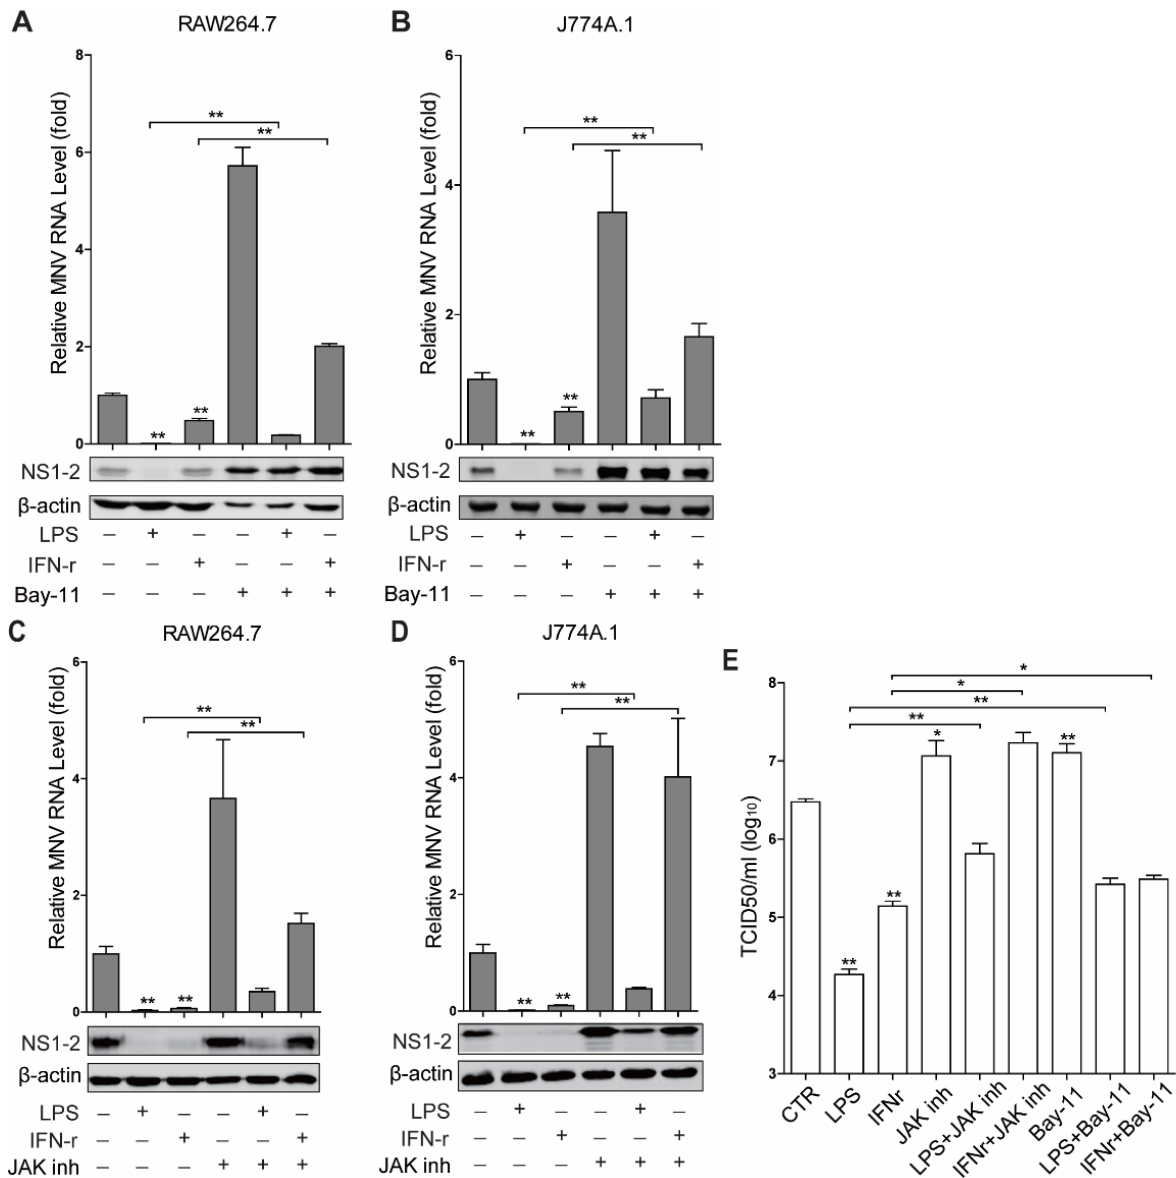 A
RAW264.7
Relative MNV RNA Level (fold)
8
6
4
2
0
**
**
**
**
NS1-2
β-actin
LPS – + – – + –
IFN-r – – + – – +
Bay-11 – – – + + +
B
J774A.1
Relative MNV RNA Level (fold)
6
4
2
0
**
**
**
**
NS1-2
β-actin
LPS – + – – + –
IFN-r – – + – – +
Bay-11 – – – + + +
C
RAW264.7
Relative MNV RNA Level (fold)
6
4
2
0
**
**
** **
NS1-2
β-actin
LPS – + – – + –
IFN-r – – + – – +
JAK inh – – – + + +
D
J774A.1
Relative MNV RNA Level (fold)
6
4
2
0
**
**
** **
NS1-2
β-actin
LPS – + – – + –
IFN-r – – + – – +
JAK inh – – – + + +
E
TCID50/ml (log10)
8
7
6
5
4
3
*
*
**
**
* **
**
**
CTR
LPS
IFNr
JAK inh
LPS+JAK inh
IFNr+JAK inh
Bay-11
LPS+Bay-11
IFNr+Bay-11